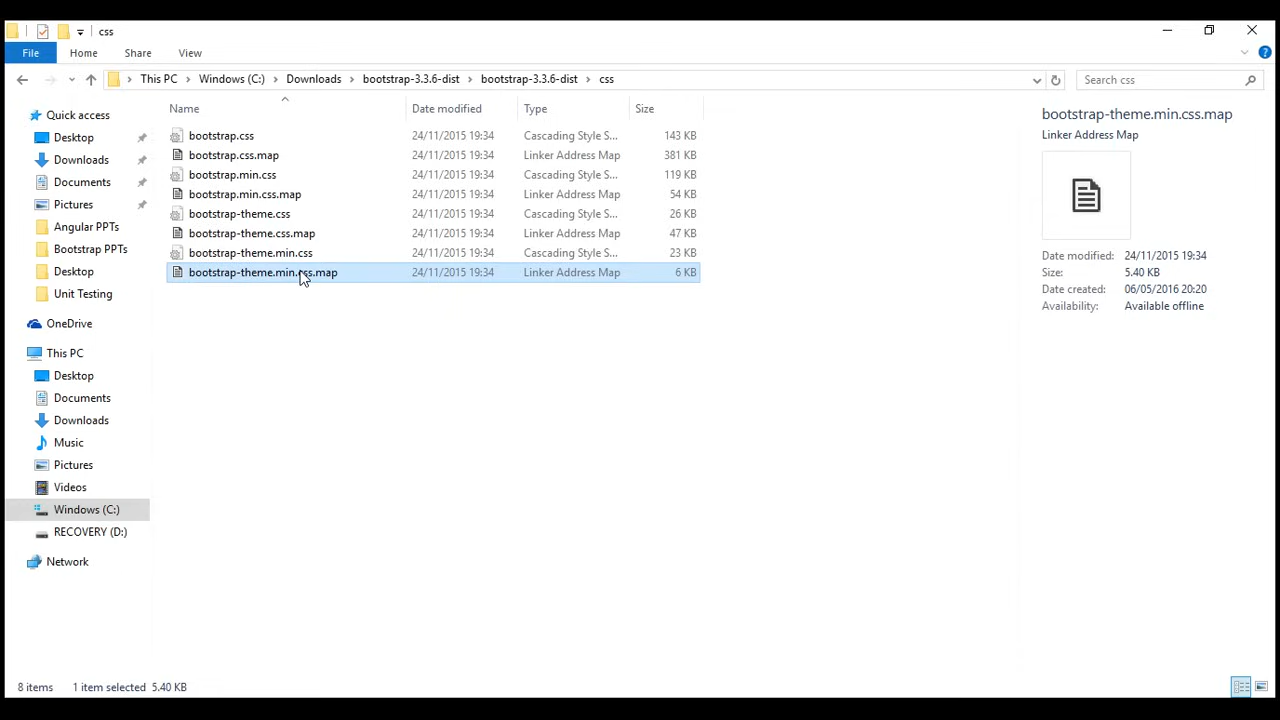 css
File Home Share View
This PC Windows (C:) Downloads bootstrap-3.3.6-dist bootstrap-3.3.6-dist css Search css
Quick access
Desktop
Downloads
Documents
Pictures
Angular PPTs
Bootstrap PPTs
Desktop
Unit Testing
OneDrive
This PC
Desktop
Documents
Downloads
Music
Pictures
Videos
Windows (C:)
RECOVERY (D:)
Network
Name Date modified Type Size
bootstrap.css 24/11/2015 19:34 Cascading Style S... 143 KB
bootstrap.css.map 24/11/2015 19:34 Linker Address Map 381 KB
bootstrap.min.css 24/11/2015 19:34 Cascading Style S... 119 KB
bootstrap.min.css.map 24/11/2015 19:34 Linker Address Map 54 KB
bootstrap-theme.css 24/11/2015 19:34 Cascading Style S... 26 KB
bootstrap-theme.css.map 24/11/2015 19:34 Linker Address Map 47 KB
bootstrap-theme.min.css 24/11/2015 19:34 Cascading Style S... 23 KB
bootstrap-theme.min.css.map 24/11/2015 19:34 Linker Address Map 6 KB
bootstrap-theme.min.css.map
Linker Address Map
Date modified: 24/11/2015 19:34
Size: 5.40 KB
Date created: 06/05/2016 20:20
Availability: Available offline
8 items 1 item selected 5.40 KB